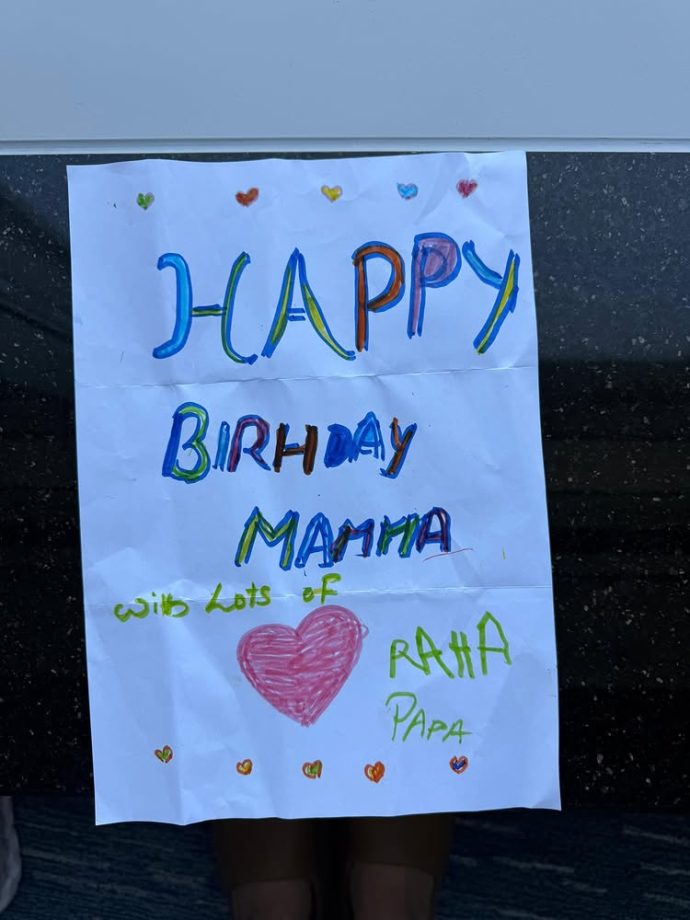 HAPPY
BIRHDAY
MAMMA
with Lots of
RAHA
PAPA